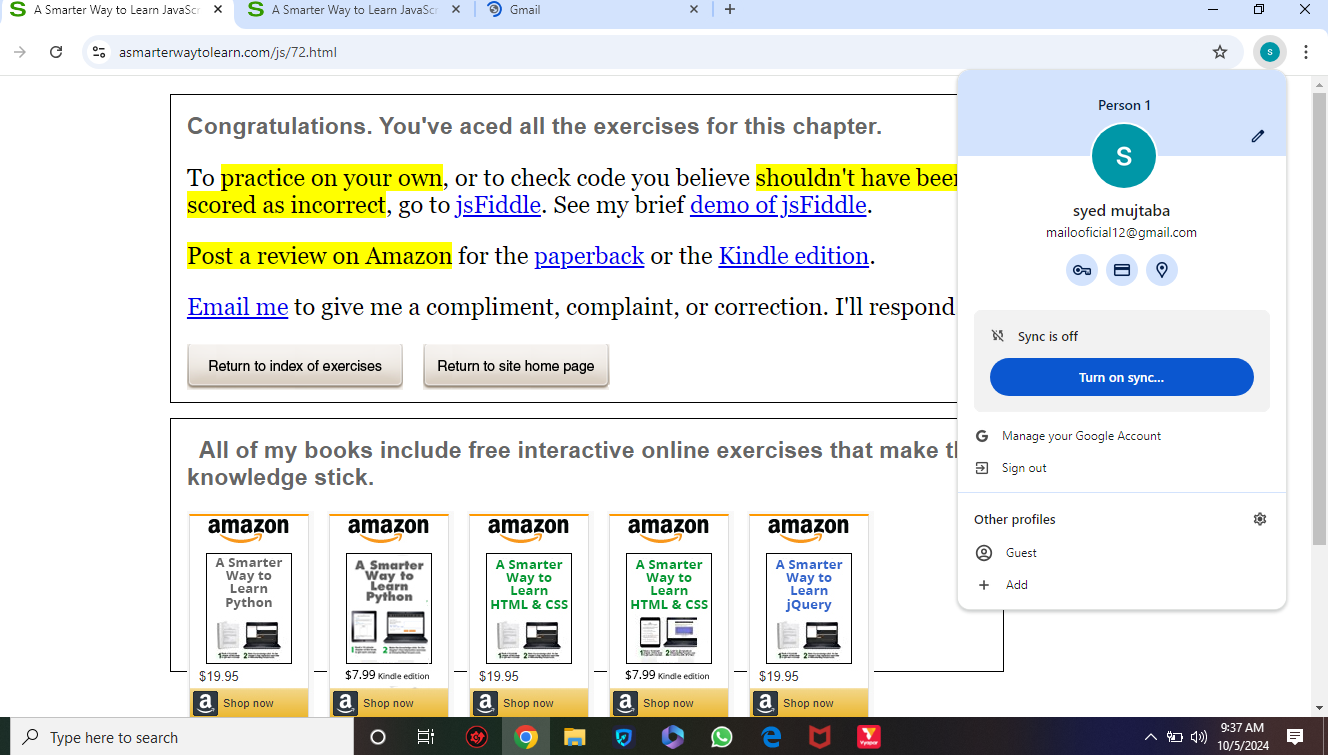 A Smarter Way to Learn JavaSc
A Smarter Way to Learn JavaScr
Gmail
asmarterwaytolearn.com/js/72.html
S
Congratulations. You've aced all the exercises for this chapter.
To practice on your own, or to check code you believe shouldn't have been
scored as incorrect, go to jsFiddle. See my brief demo of jsFiddle.
Post a review on Amazon for the paperback or the Kindle edition.
Email me to give me a compliment, complaint, or correction. I'll respond
Return to index of exercises
Return to site home page
All of my books include free interactive online exercises that make th
knowledge stick.
amazon
A Smarter
Way to
Learn
Python
$19.95
Shop now
amazon
A Smarter
Way to
Learn
Python
$7.99 Kindle edition
Shop now
amazon
A Smarter
Way to
Learn
HTML & CSS
$19.95
Shop now
amazon
A Smarter
Way to
Learn
HTML & CSS
$7.99 Kindle edition
Shop now
amazon
A Smarter
Way to
Learn
jQuery
$19.95
Shop now
Person 1
S
syed mujtaba
mailooficial12@gmail.com
Sync is off
Turn on sync...
Manage your Google Account
Sign out
Other profiles
Guest
Add
Type here to search
Vyapar
9:37 AM
10/5/2024